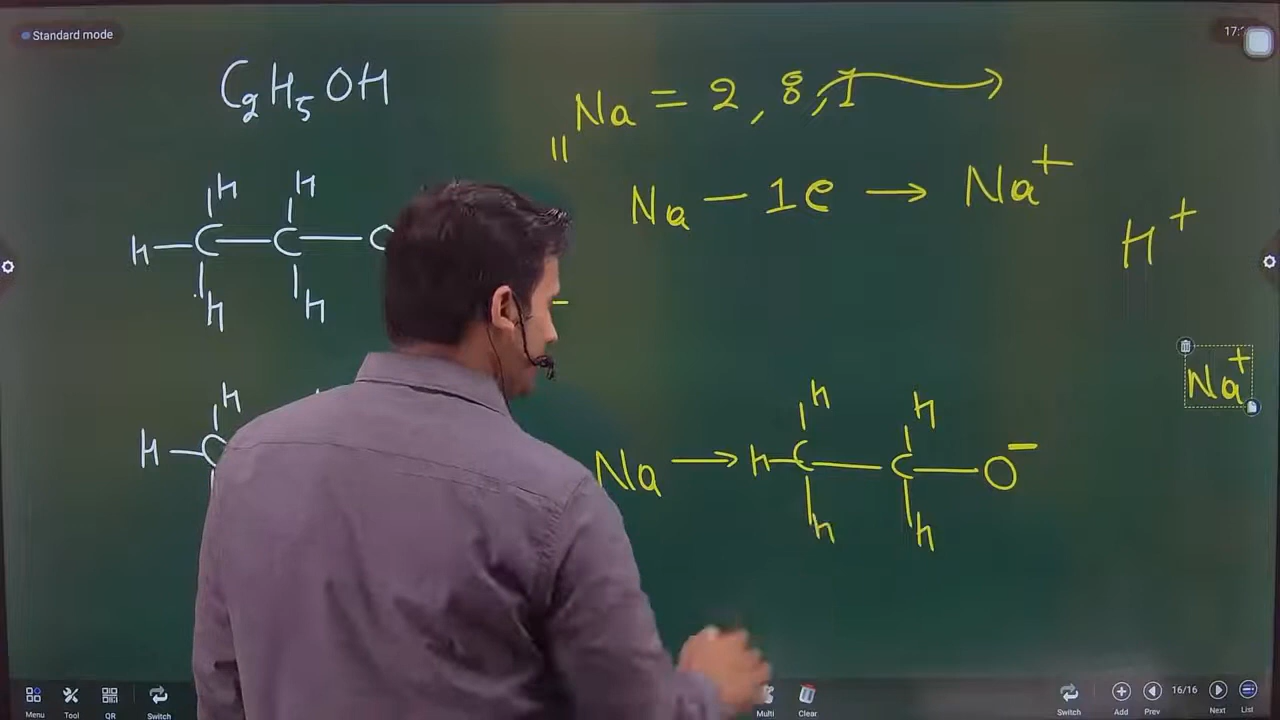 Standard mode
17:
C2H5OH
11Na = 2, 8, 1 →
Na – 1e → Na+
H+
H H
H–C–C–
H H
Na+
H
H–C
Na → H–C–C–O−
H H
H H
Menu Tool QR Switch Multi Clear Switch Add Prev 16/16 Next List